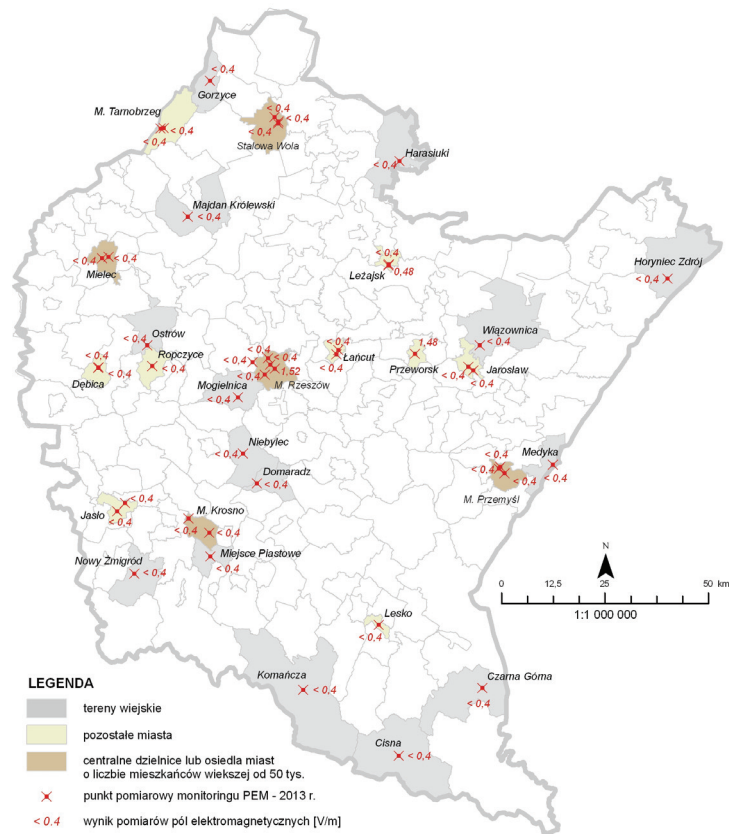 < 0,4
Gorzyce
M. Tarnobrzeg
< 0,4
< 0,4
< 0,4
< 0,4
< 0,4
Stalowa Wola
Harasiuki
< 0,4
Majdan Królewski
< 0,4
< 0,4
< 0,4
Mielec
< 0,4
Leżajsk
0,48
Horyniec Zdrój
< 0,4
Ostrów
< 0,4
Ropczyce
< 0,4
< 0,4
Dębica
< 0,4
< 0,4
< 0,4
< 0,4
1,52
< 0,4
M. Rzeszów
Mogielnica
< 0,4
< 0,4
Łańcut
< 0,4
1,48
Przeworsk
Wiązownica
< 0,4
Jarosław
< 0,4
< 0,4
Niebylec
< 0,4
Domaradz
< 0,4
Medyka
< 0,4
< 0,4
< 0,4
< 0,4
M. Przemyśl
< 0,4
Jasło
< 0,4
M. Krosno
< 0,4
< 0,4
Miejsce Piastowe
< 0,4
Nowy Żmigród
< 0,4
N
0 12,5 25 50 km
1:1 000 000
Lesko
< 0,4
Komańcza
< 0,4
Czarna Górna
< 0,4
Cisna
< 0,4
LEGENDA
tereny wiejskie
pozostałe miasta
centralne dzielnice lub osiedla miast
o liczbie mieszkańców wiekszej od 50 tys.
punkt pomiarowy monitoringu PEM - 2013 r.
< 0.4 wynik pomiarów pól elektromagnetycznych [V/m]